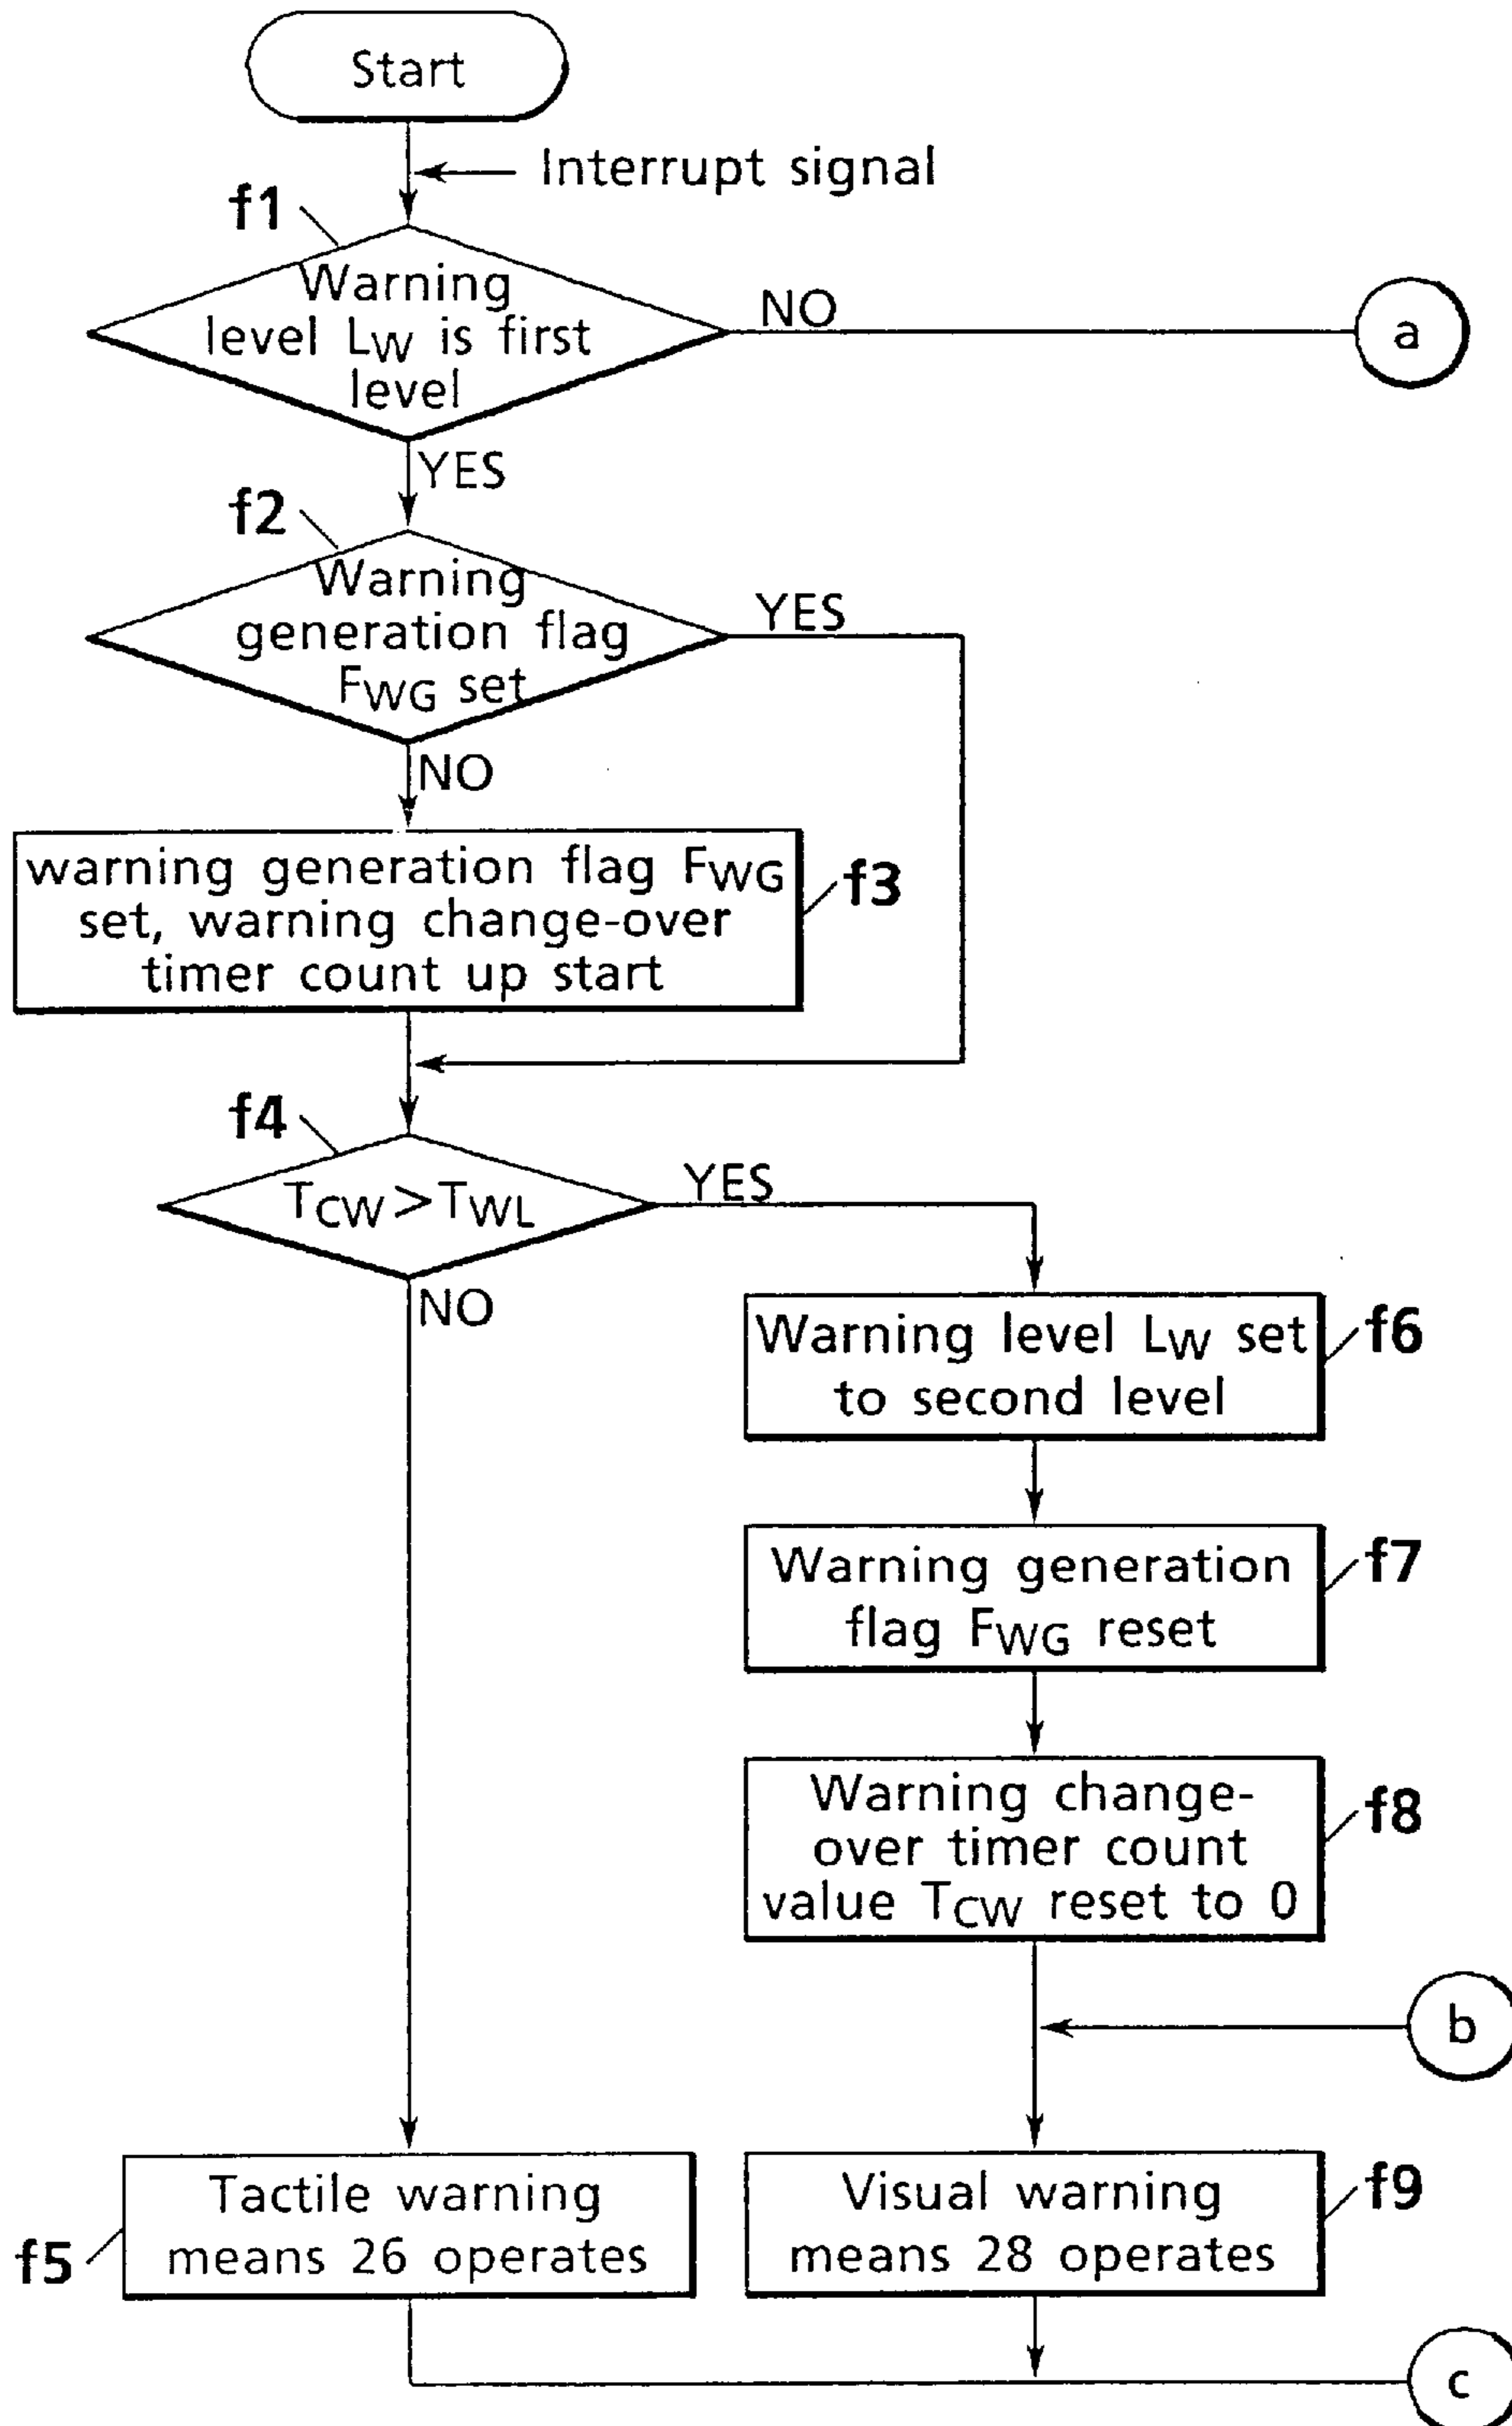 Start
Interrupt signal
f1
Warning
level LW is first
level
NO
a
YES
f2
Warning
generation flag
FWG set
YES
NO
warning generation flag FWG
set, warning change-over
timer count up start
f3
f4
TCW>TWL
YES
NO
Warning level LW set
to second level
f6
Warning generation
flag FWG reset
f7
Warning change-
over timer count
value TCW reset to 0
f8
b
Tactile warning
means 26 operates
f5
Visual warning
means 28 operates
f9
c